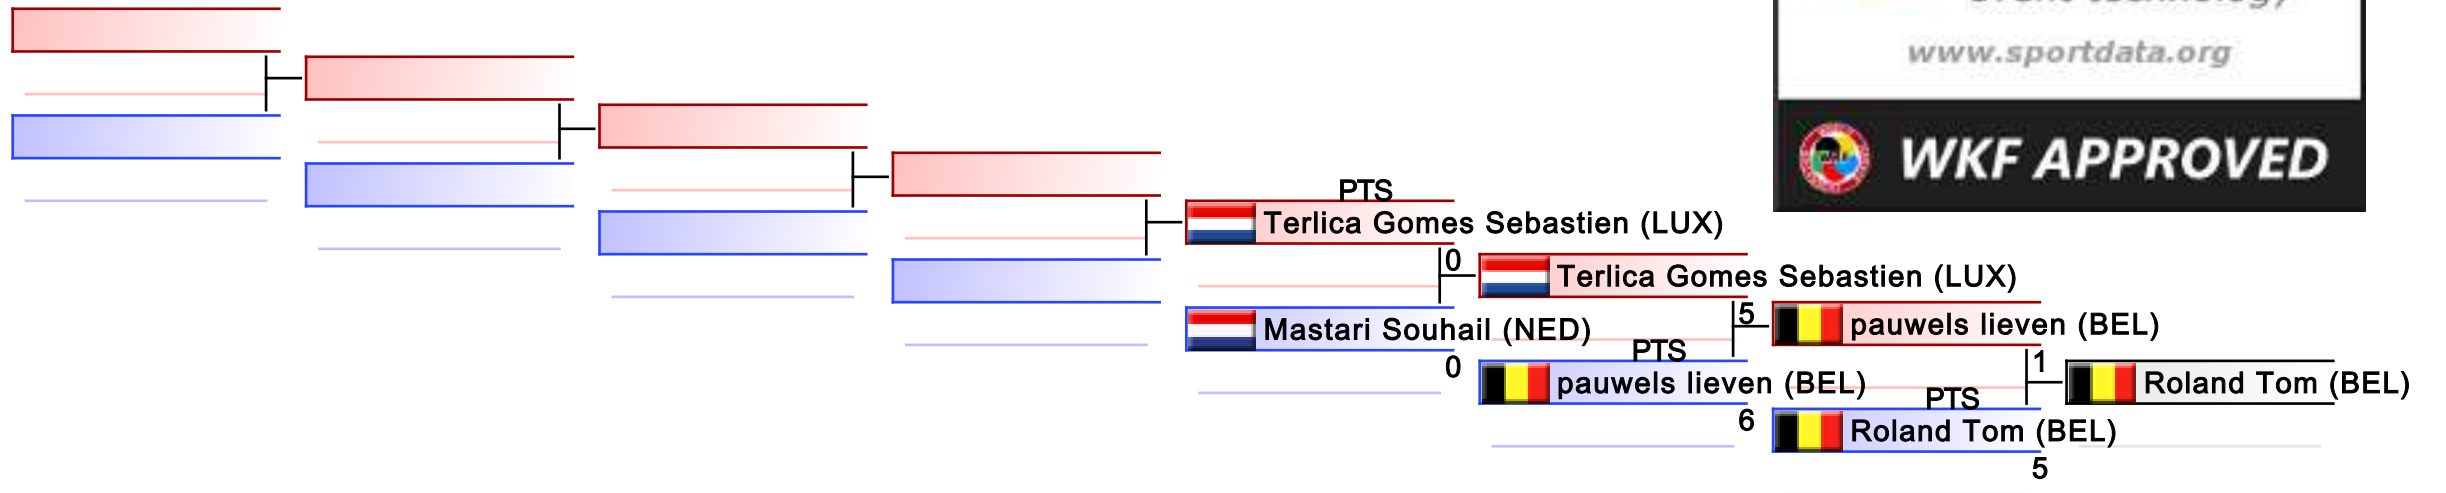 www.sportdata.org
WKF APPROVED
PTS
Terlica Gomes Sebastien (LUX)
0
Terlica Gomes Sebastien (LUX)
5
Mastari Souhail (NED)
pauwels lieven (BEL)
PTS
0
1
pauwels lieven (BEL)
Roland Tom (BEL)
PTS
6
Roland Tom (BEL)
5